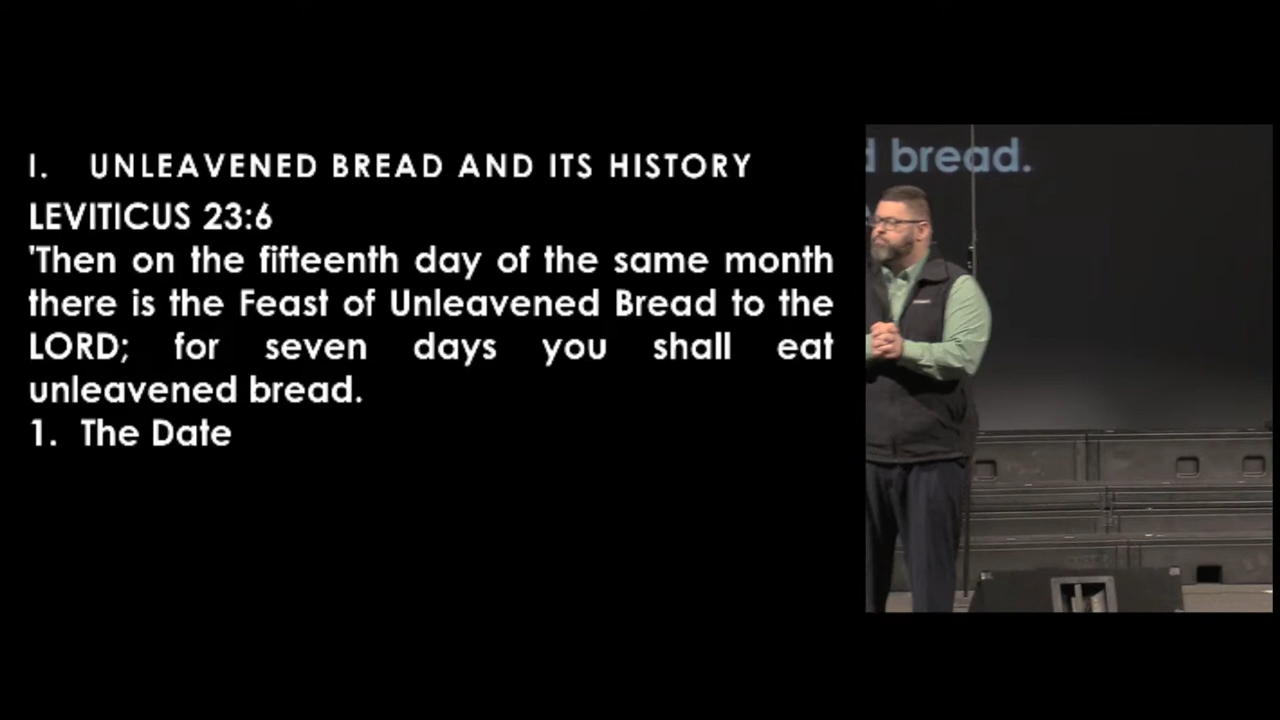 I. UNLEAVENED BREAD AND ITS HISTORY
LEVITICUS 23:6
'Then on the fifteenth day of the same month
there is the Feast of Unleavened Bread to the
LORD; for seven days you shall eat
unleavened bread.
1. The Date
d bread.